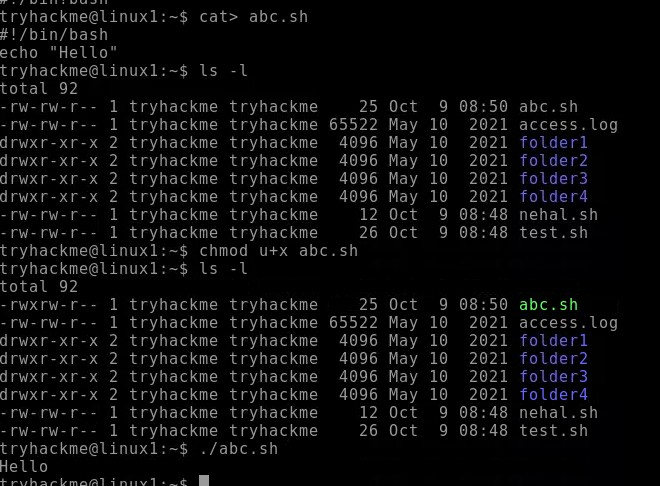 #!/bin!bash
tryhackme@linux1:~$ cat> abc.sh
#!/bin/bash
echo "Hello"
tryhackme@linux1:~$ ls -l
total 92
-rw-rw-r-- 1 tryhackme tryhackme    25 Oct  9 08:50 abc.sh
-rw-rw-r-- 1 tryhackme tryhackme 65522 May 10  2021 access.log
drwxr-xr-x 2 tryhackme tryhackme  4096 May 10  2021 folder1
drwxr-xr-x 2 tryhackme tryhackme  4096 May 10  2021 folder2
drwxr-xr-x 2 tryhackme tryhackme  4096 May 10  2021 folder3
drwxr-xr-x 2 tryhackme tryhackme  4096 May 10  2021 folder4
-rw-rw-r-- 1 tryhackme tryhackme    12 Oct  9 08:48 nehal.sh
-rw-rw-r-- 1 tryhackme tryhackme    26 Oct  9 08:48 test.sh
tryhackme@linux1:~$ chmod u+x abc.sh
tryhackme@linux1:~$ ls -l
total 92
-rwxrw-r-- 1 tryhackme tryhackme    25 Oct  9 08:50 abc.sh
-rw-rw-r-- 1 tryhackme tryhackme 65522 May 10  2021 access.log
drwxr-xr-x 2 tryhackme tryhackme  4096 May 10  2021 folder1
drwxr-xr-x 2 tryhackme tryhackme  4096 May 10  2021 folder2
drwxr-xr-x 2 tryhackme tryhackme  4096 May 10  2021 folder3
drwxr-xr-x 2 tryhackme tryhackme  4096 May 10  2021 folder4
-rw-rw-r-- 1 tryhackme tryhackme    12 Oct  9 08:48 nehal.sh
-rw-rw-r-- 1 tryhackme tryhackme    26 Oct  9 08:48 test.sh
tryhackme@linux1:~$ ./abc.sh
Hello
tryhackme@linux1:~$